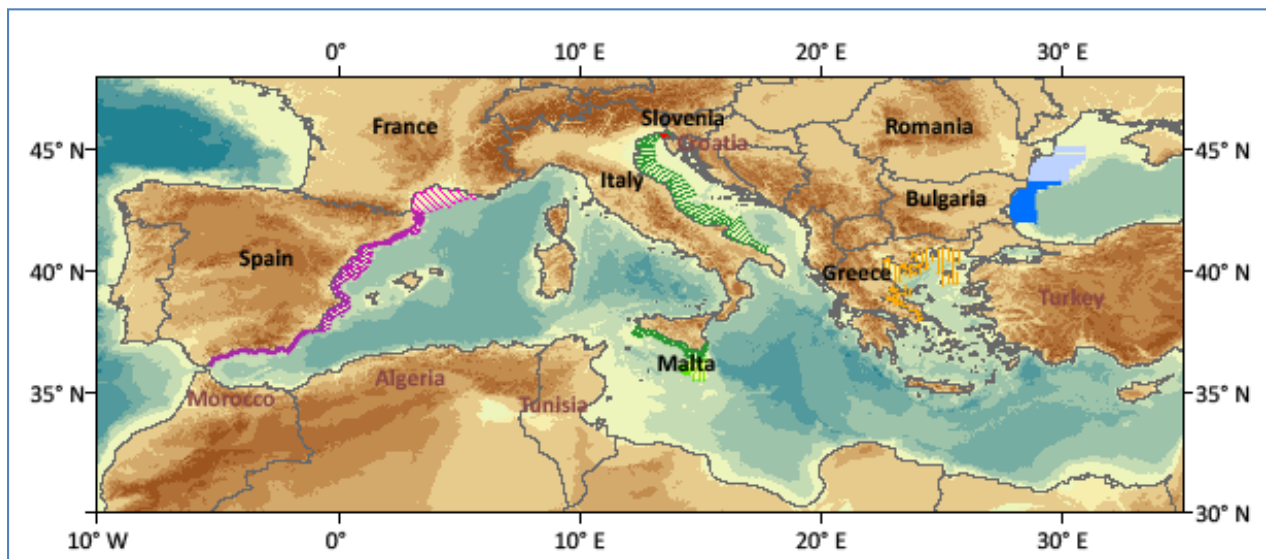 0° 10° E 20° E 30° E
Slovenia
France Romania
Croatia
45° N 45° N
Italy
Bulgaria
Spain Greece
40° N 40° N
Turkey
Malta
Algeria
35° N Morocco 35° N
Tunisia
30° N
10° W 0° 10° E 20° E 30° E